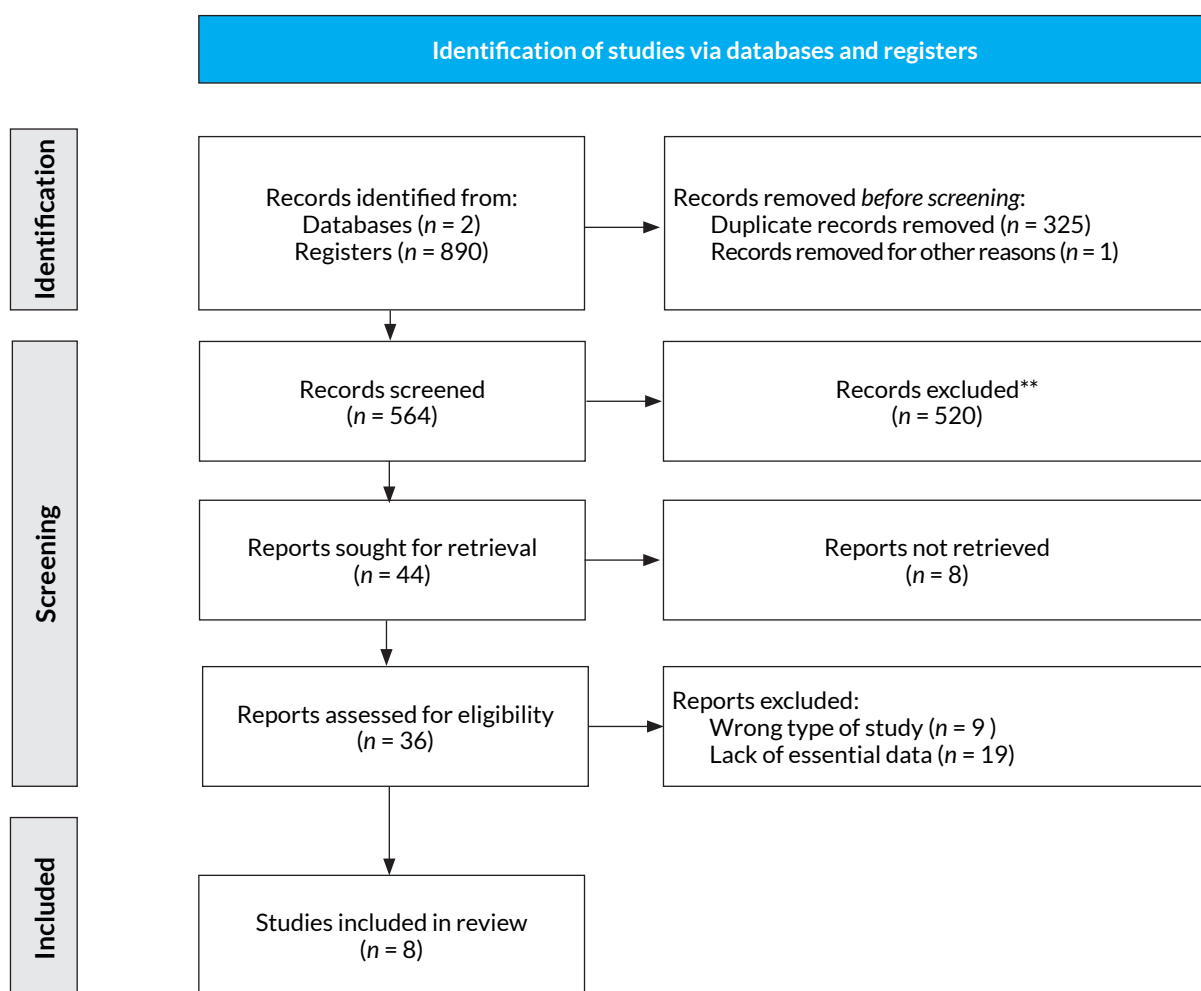 Identification of studies via databases and registers
Identification
Records identified from:
Databases (n = 2)
Registers (n = 890)
Records removed before screening:
Duplicate records removed (n = 325)
Records removed for other reasons (n = 1)
Screening
Records screened
(n = 564)
Records excluded**
(n = 520)
Reports sought for retrieval
(n = 44)
Reports not retrieved
(n = 8)
Reports assessed for eligibility
(n = 36)
Reports excluded:
Wrong type of study (n = 9 )
Lack of essential data (n = 19)
Included
Studies included in review
(n = 8)